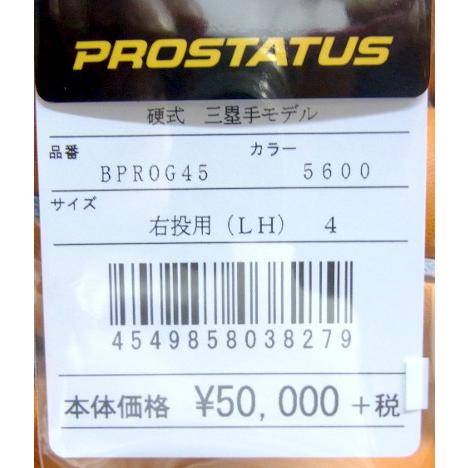 PROSTATUS
硬式 三塁手モデル
品番 カラー
BPROG45 5600
サイズ
右投用(LH) 4
4549858038279
本体価格 ¥50,000+税